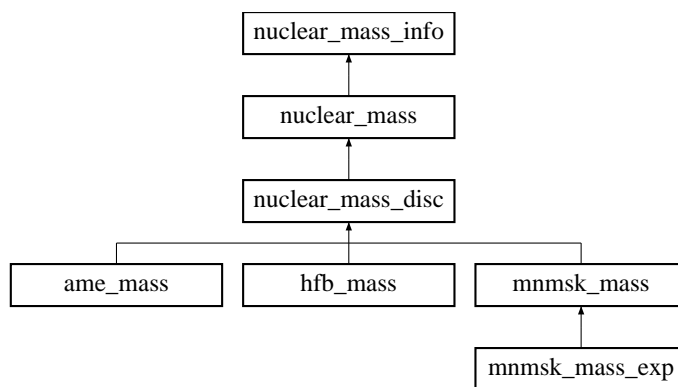 nuclear_mass_info
nuclear_mass
nuclear_mass_disc
ame_mass
hfb_mass
mnmsk_mass
mnmsk_mass_exp